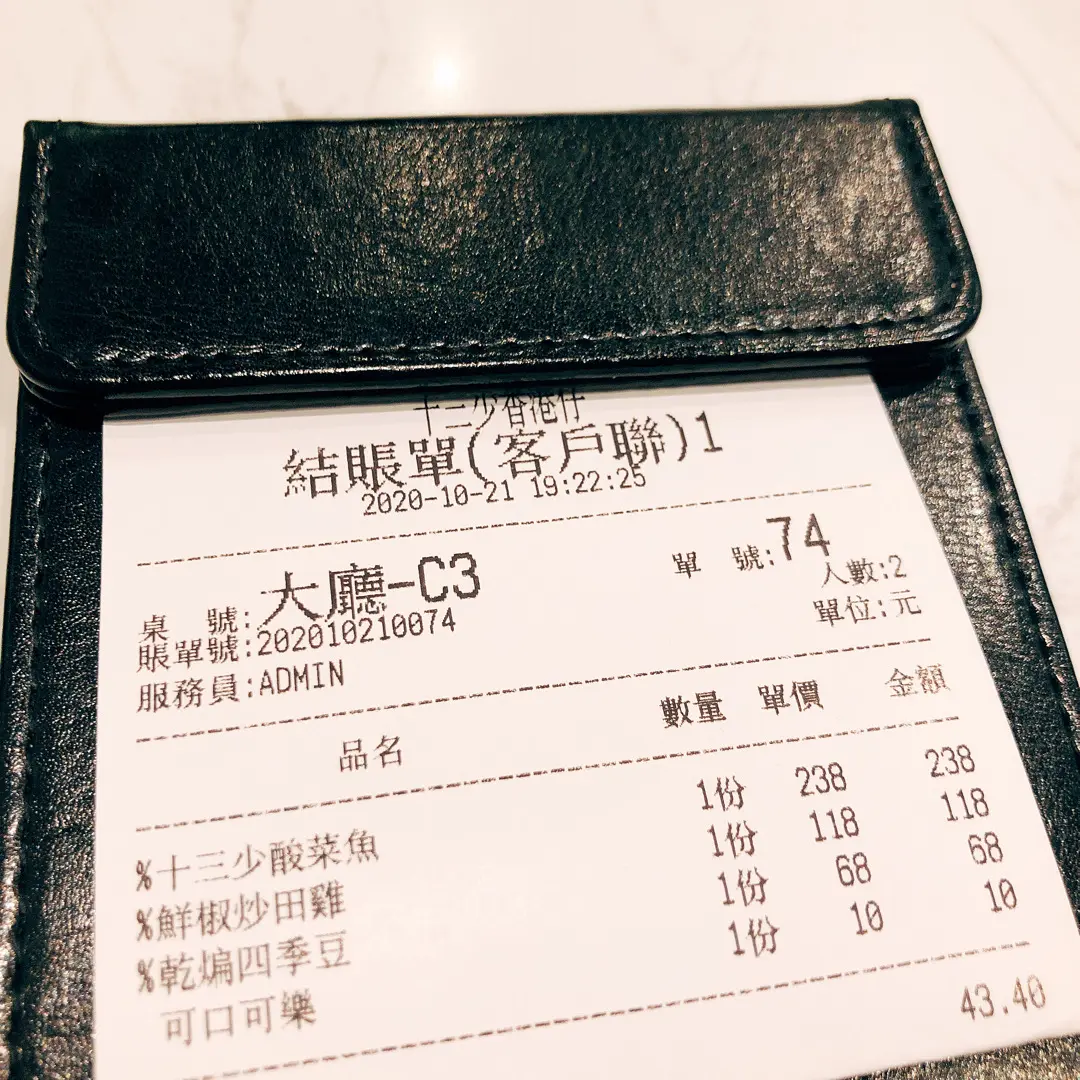 十三少香港仔
結賬單(客戶聯)1
2020-10-21 19:22:25
桌 號:大廳-C3 單 號:74
賬單號:202010210074 人數:2
服務員:ADMIN 單位:元
品名 數量 單價 金額
%十三少酸菜魚 1份 238 238
%鮮椒炒田雞 1份 118 118
%乾煸四季豆 1份 68 68
可口可樂 1份 10 10
43.40